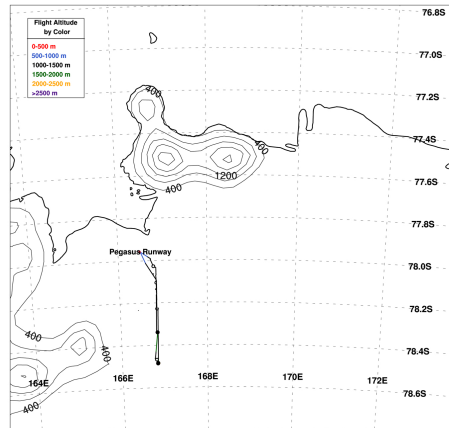 Flight Altitude
by Color
0-500 m
500-1000 m
1000-1500 m
1500-2000 m
2000-2500 m
>2500 m
76.8S
77.0S
77.2S
77.4S
77.6S
77.8S
78.0S
78.2S
78.4S
78.6S
400
400
1200
400
Pegasus Runway
400
400
400
164E
166E
168E
170E
172E